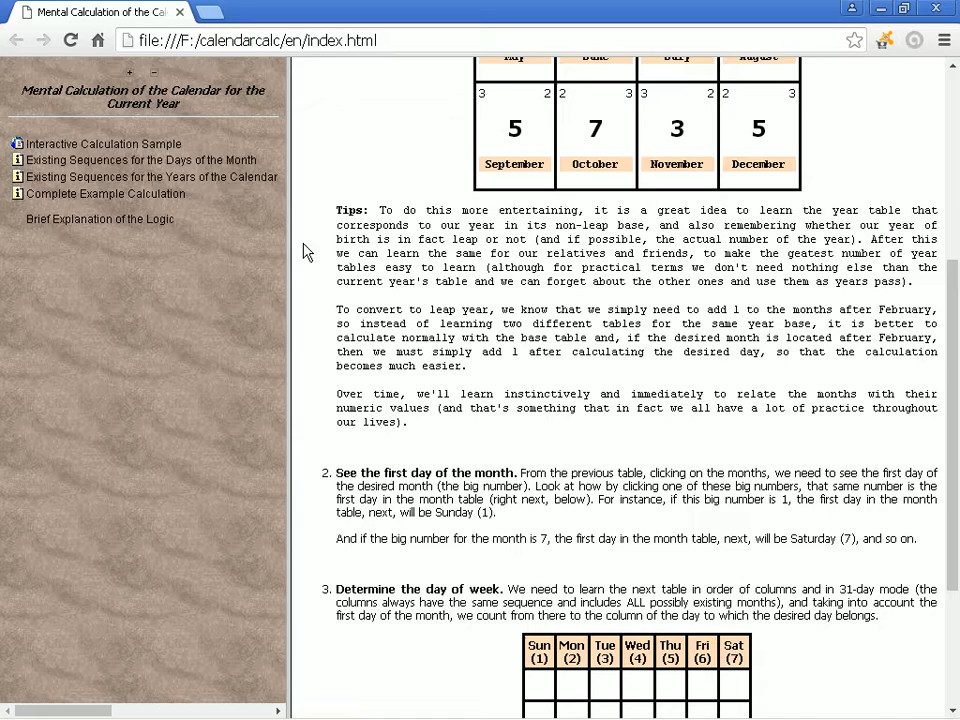 Mental Calculation of the Cal
file:///F:/calendarcalc/en/index.html
+ −
Mental Calculation of the Calendar for the
Current Year
Interactive Calculation Sample
Existing Sequences for the Days of the Month
Existing Sequences for the Years of the Calendar
Complete Example Calculation
Brief Explanation of the Logic
May June July August
3 2 2 3 3 2 2 3
5 7 3 5
September October November December
Tips: To do this more entertaining, it is a great idea to learn the year table that
corresponds to our year in its non-leap base, and also remembering whether our year of
birth is in fact leap or not (and if possible, the actual number of the year). After this
we can learn the same for our relatives and friends, to make the geatest number of year
tables easy to learn (although for practical terms we don't need nothing else than the
current year's table and we can forget about the other ones and use them as years pass).
To convert to leap year, we know that we simply need to add 1 to the months after February,
so instead of learning two different tables for the same year base, it is better to
calculate normally with the base table and, if the desired month is located after February,
then we must simply add 1 after calculating the desired day, so that the calculation
becomes much easier.
Over time, we'll learn instinctively and immediately to relate the months with their
numeric values (and that's something that in fact we all have a lot of practice throughout
our lives).
2. See the first day of the month. From the previous table, clicking on the months, we need to see the first day of
the desired month (the big number). Look at how by clicking one of these big numbers, that same number is the
first day in the month table (right next, below). For instance, if this big number is 1, the first day in the month
table, next, will be Sunday (1).
And if the big number for the month is 7, the first day in the month table, next, will be Saturday (7), and so on.
3. Determine the day of week. We need to learn the next table in order of columns and in 31-day mode (the
columns always have the same sequence and includes ALL possibly existing months), and taking into account the
first day of the month, we count from there to the column of the day to which the desired day belongs.
Sun Mon Tue Wed Thu Fri Sat
(1) (2) (3) (4) (5) (6) (7)